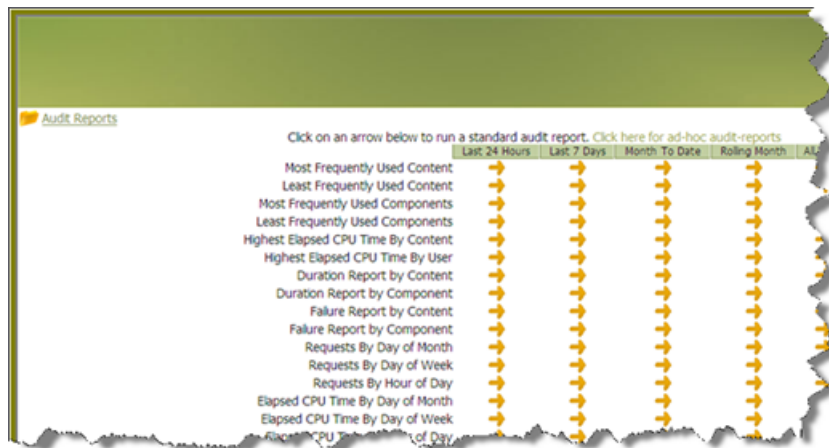 Audit Reports
Click on an arrow below to run a standard audit report. Click here for ad-hoc audit-reports
Last 24 Hours Last 7 Days Month To Date Rolling Month
Most Frequently Used Content
Least Frequently Used Content
Most Frequently Used Components
Least Frequently Used Components
Highest Elapsed CPU Time By Content
Highest Elapsed CPU Time By User
Duration Report by Content
Duration Report by Component
Failure Report by Content
Failure Report by Component
Requests By Day of Month
Requests By Day of Week
Requests By Hour of Day
Elapsed CPU Time By Day of Month
Elapsed CPU Time By Day of Week
CPU of Day